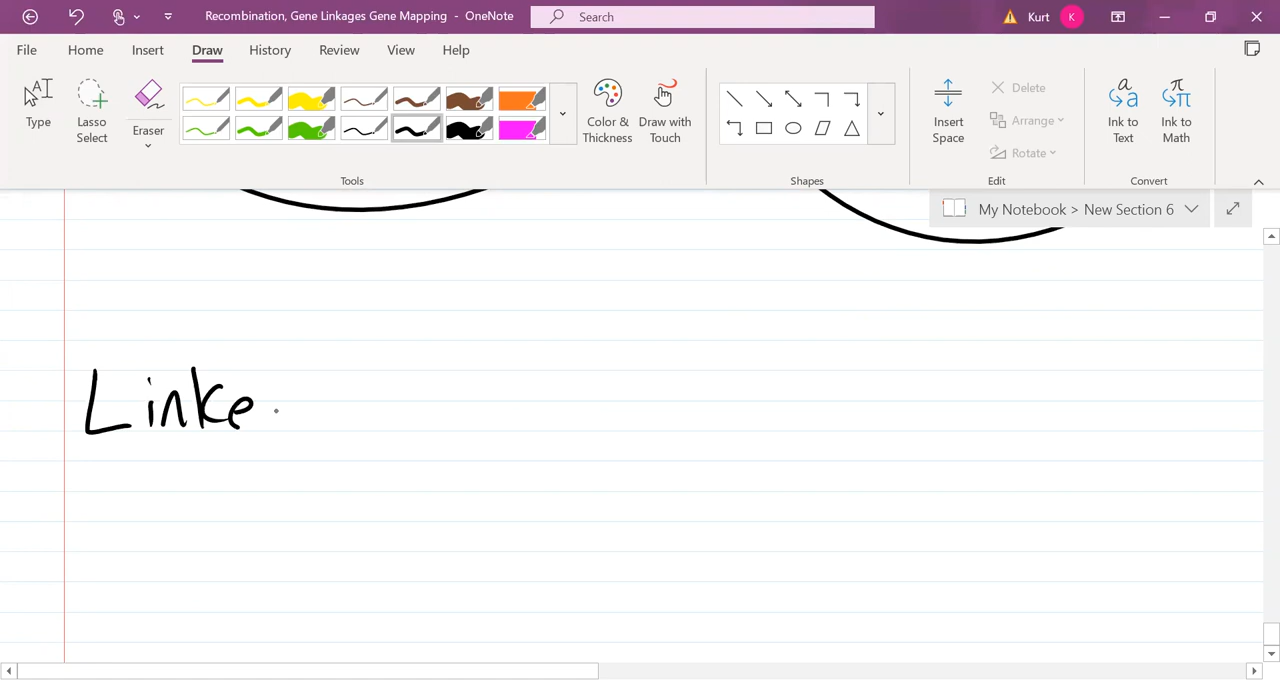 Recombination, Gene Linkages Gene Mapping - OneNote
Search
Kurt
K
File Home Insert Draw History Review View Help
Type
Lasso Select
Eraser
Color & Thickness
Draw with Touch
Insert Space
Delete
Arrange
Rotate
Ink to Text
Ink to Math
Tools Shapes Edit Convert
My Notebook > New Section 6
Linke